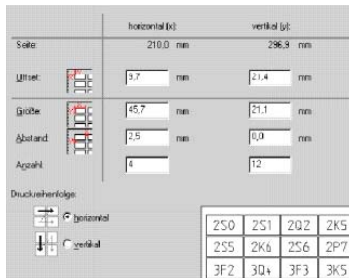 horizontal (x): vertikal (y):
Seite: 210,0 mm 296,9 mm
Offset: 9,7 mm 21,4 mm
Größe: 45,7 mm 21,1 mm
Abstand: 2,5 mm 0,0 mm
Anzahl: 4 12
Druckreihenfolge:
horizontal
vertikal
2S0 2S1 2Q2 2K5
2S5 2K6 2S6 2P7
3F2 3Q4 3F3 3K5